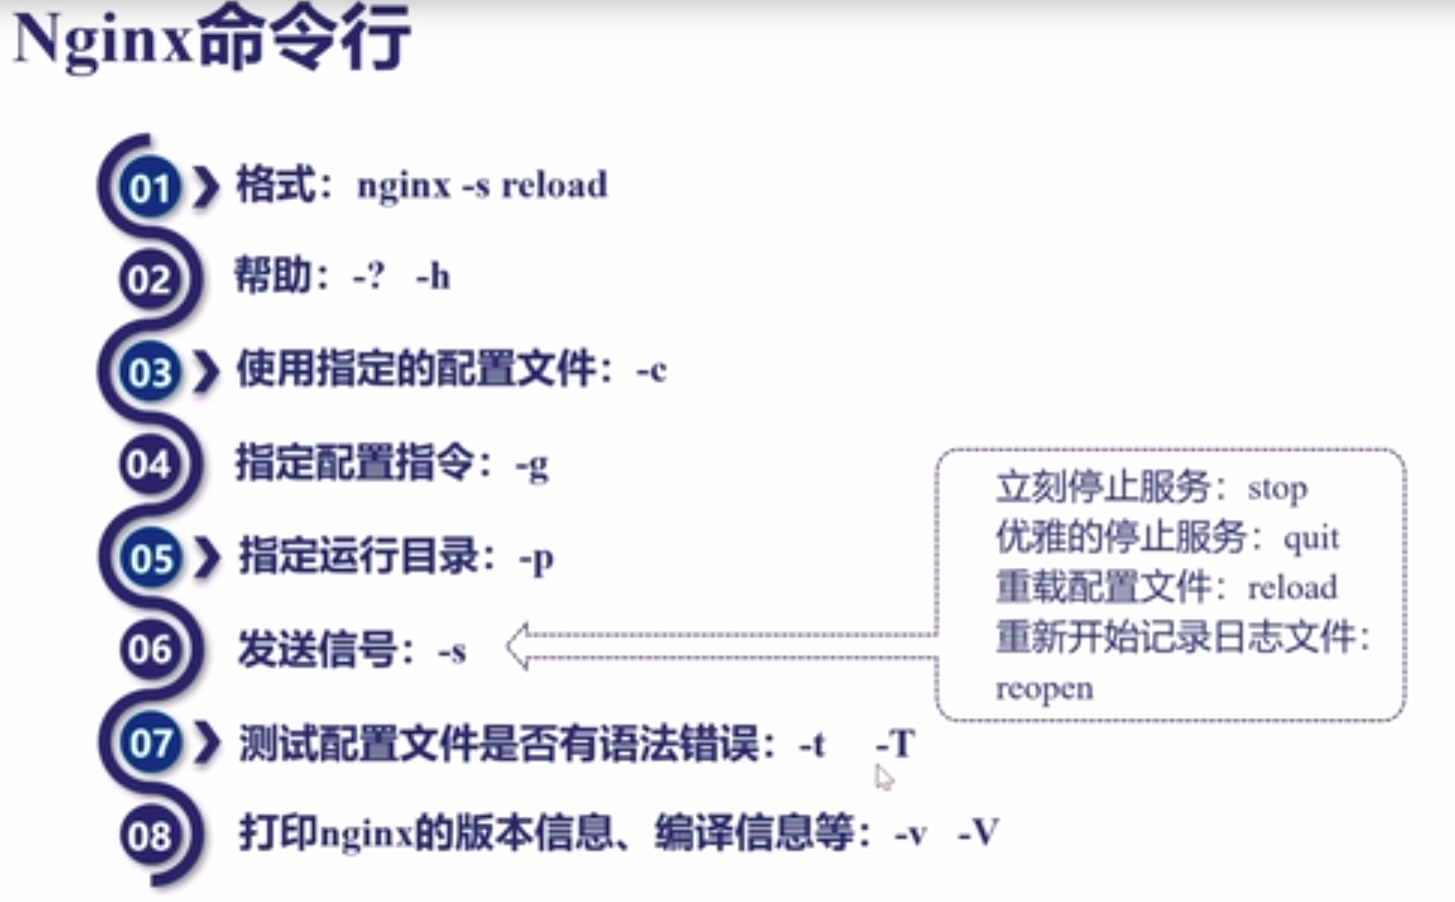 Nginx命令行
01 格式：nginx -s reload
02 帮助：-? -h
03 使用指定的配置文件：-c
04 指定配置指令：-g
05 指定运行目录：-p
06 发送信号：-s
立刻停止服务：stop
优雅的停止服务：quit
重载配置文件：reload
重新开始记录日志文件：
reopen
07 测试配置文件是否有语法错误：-t -T
08 打印nginx的版本信息、编译信息等：-v -V